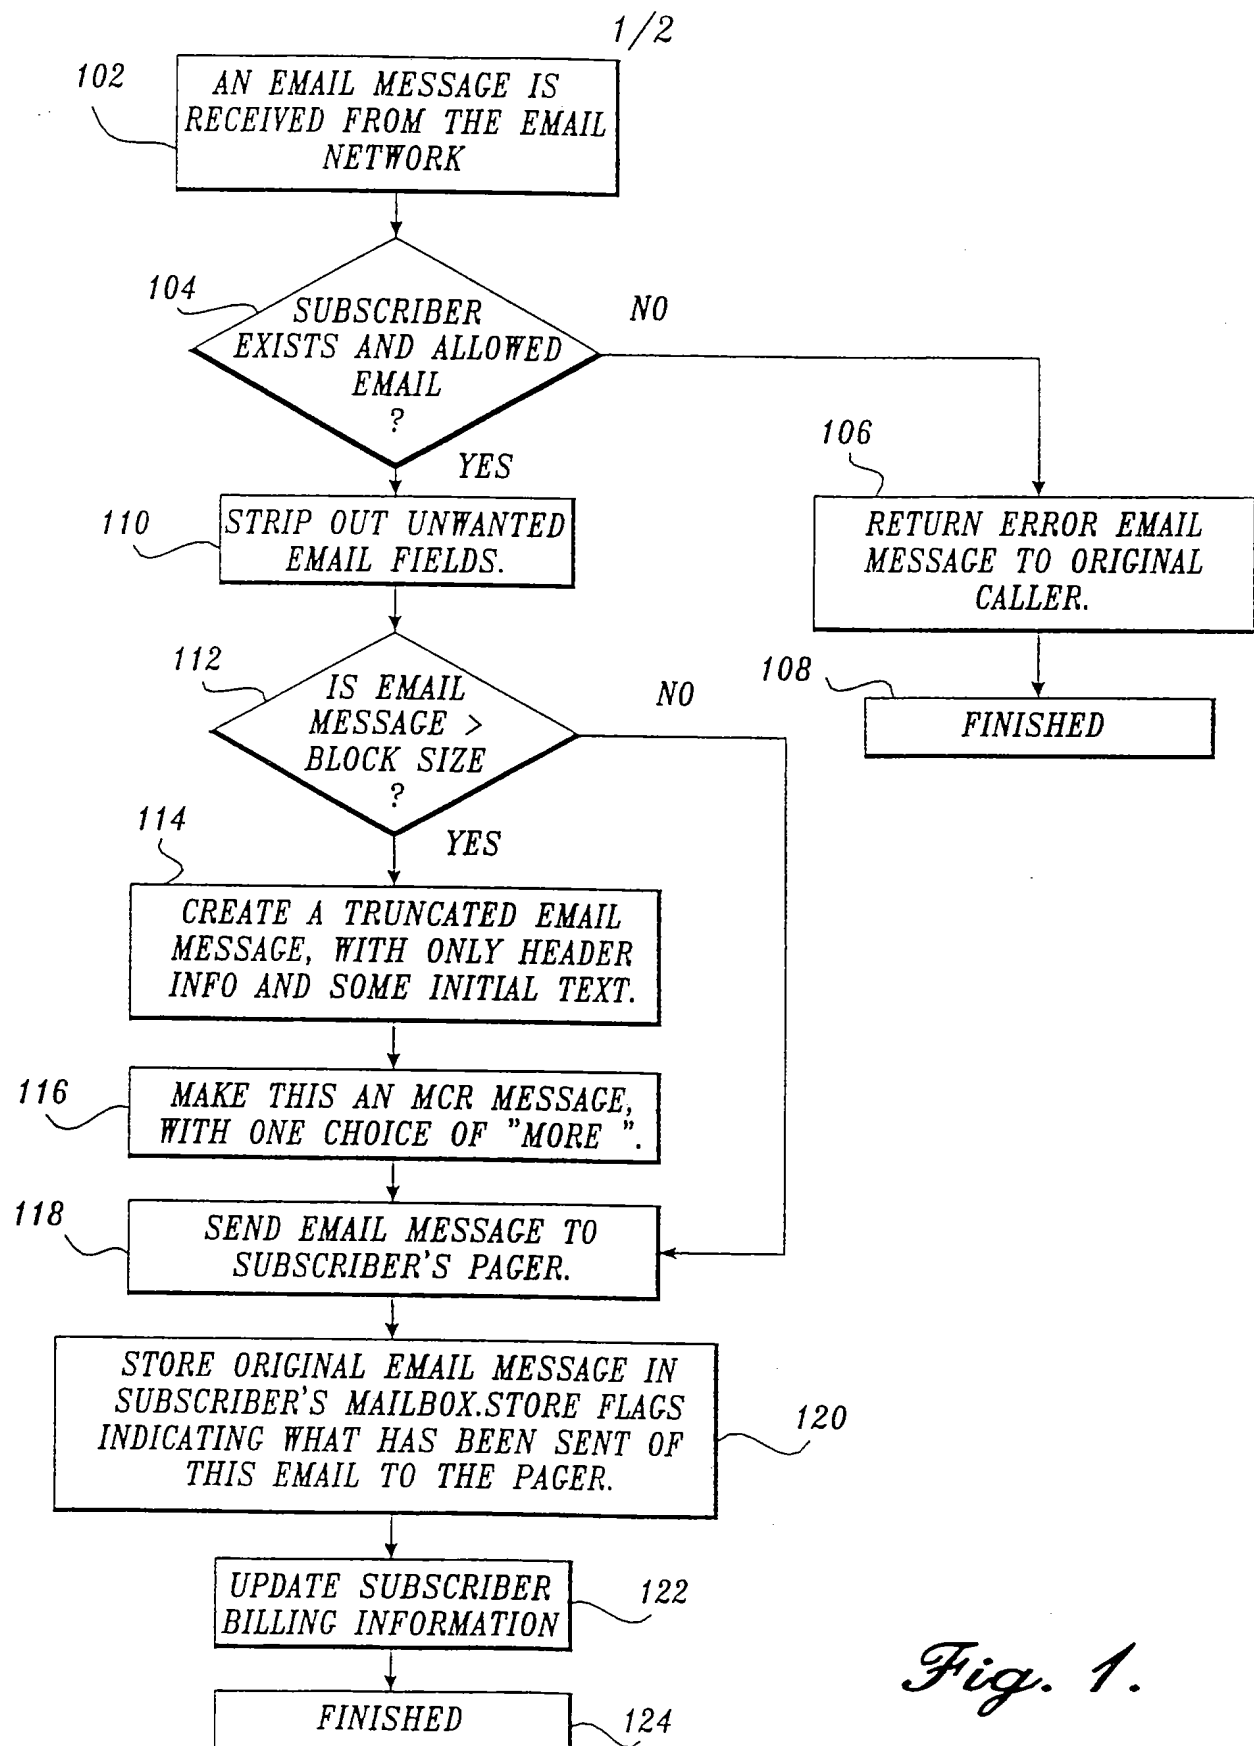 1/2
102
AN EMAIL MESSAGE IS
RECEIVED FROM THE EMAIL
NETWORK
104
SUBSCRIBER
EXISTS AND ALLOWED
EMAIL
?
NO
YES
106
RETURN ERROR EMAIL
MESSAGE TO ORIGINAL
CALLER.
108
FINISHED
110
STRIP OUT UNWANTED
EMAIL FIELDS.
112
IS EMAIL
MESSAGE >
BLOCK SIZE
?
NO
YES
114
CREATE A TRUNCATED EMAIL
MESSAGE, WITH ONLY HEADER
INFO AND SOME INITIAL TEXT.
116
MAKE THIS AN MCR MESSAGE,
WITH ONE CHOICE OF "MORE ".
118
SEND EMAIL MESSAGE TO
SUBSCRIBER'S PAGER.
STORE ORIGINAL EMAIL MESSAGE IN
SUBSCRIBER'S MAILBOX.STORE FLAGS
INDICATING WHAT HAS BEEN SENT OF
THIS EMAIL TO THE PAGER.
120
UPDATE SUBSCRIBER
BILLING INFORMATION
122
FINISHED
124
Fig. 1.